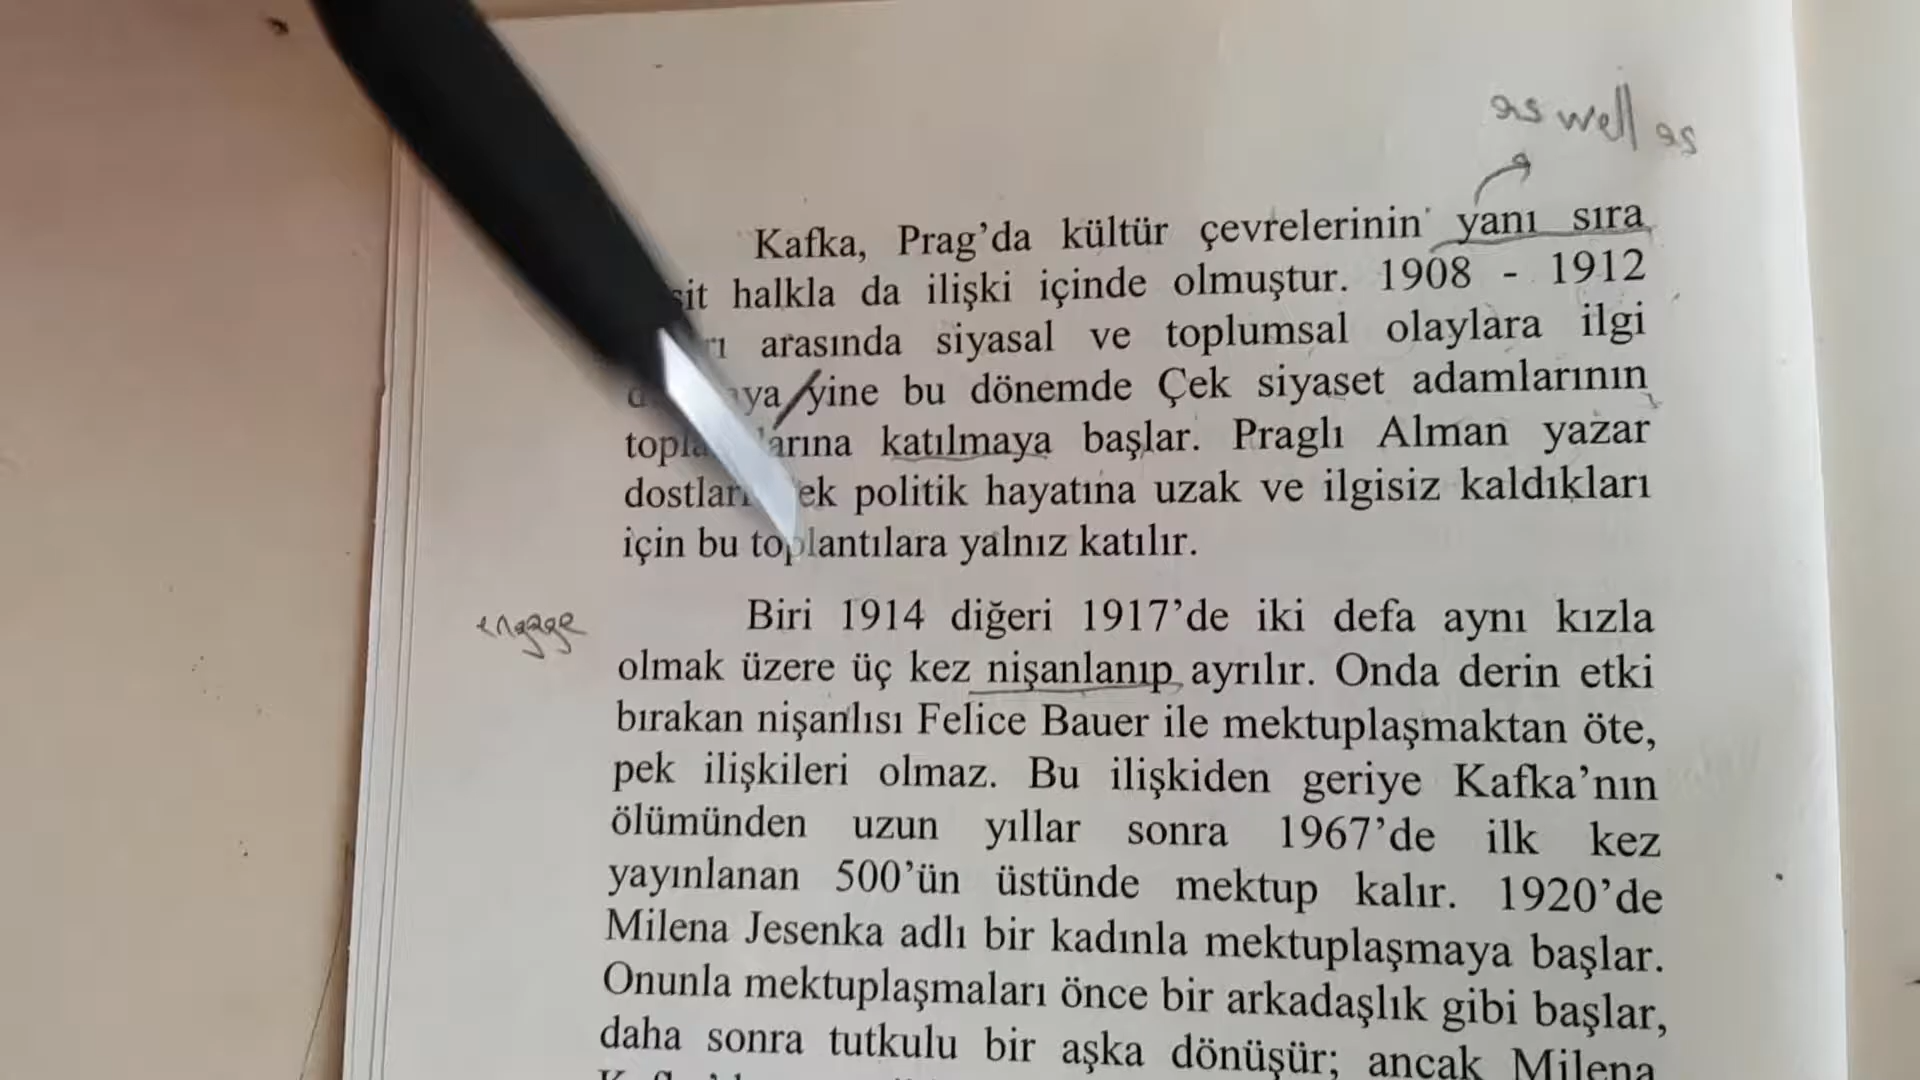 as well as
Kafka, Prag’da kültür çevrelerinin yanı sıra
halkla da ilişki içinde olmuştur. 1908 - 1912
arasında siyasal ve toplumsal olaylara ilgi
yine bu dönemde Çek siyaset adamlarının
katılmaya başlar. Praglı Alman yazar
politik hayatına uzak ve ilgisiz kaldıkları
için bu toplantılara yalnız katılır.
engage
Biri 1914 diğeri 1917’de iki defa aynı kızla
olmak üzere üç kez nişanlanıp ayrılır. Onda derin etki
bırakan nişanlısı Felice Bauer ile mektuplaşmaktan öte,
pek ilişkileri olmaz. Bu ilişkiden geriye Kafka’nın
ölümünden uzun yıllar sonra 1967’de ilk kez
yayınlanan 500’ün üstünde mektup kalır. 1920’de
Milena Jesenka adlı bir kadınla mektuplaşmaya başlar.
Onunla mektuplaşmaları önce bir arkadaşlık gibi başlar,
daha sonra tutkulu bir aşka dönüşür; ancak Milena